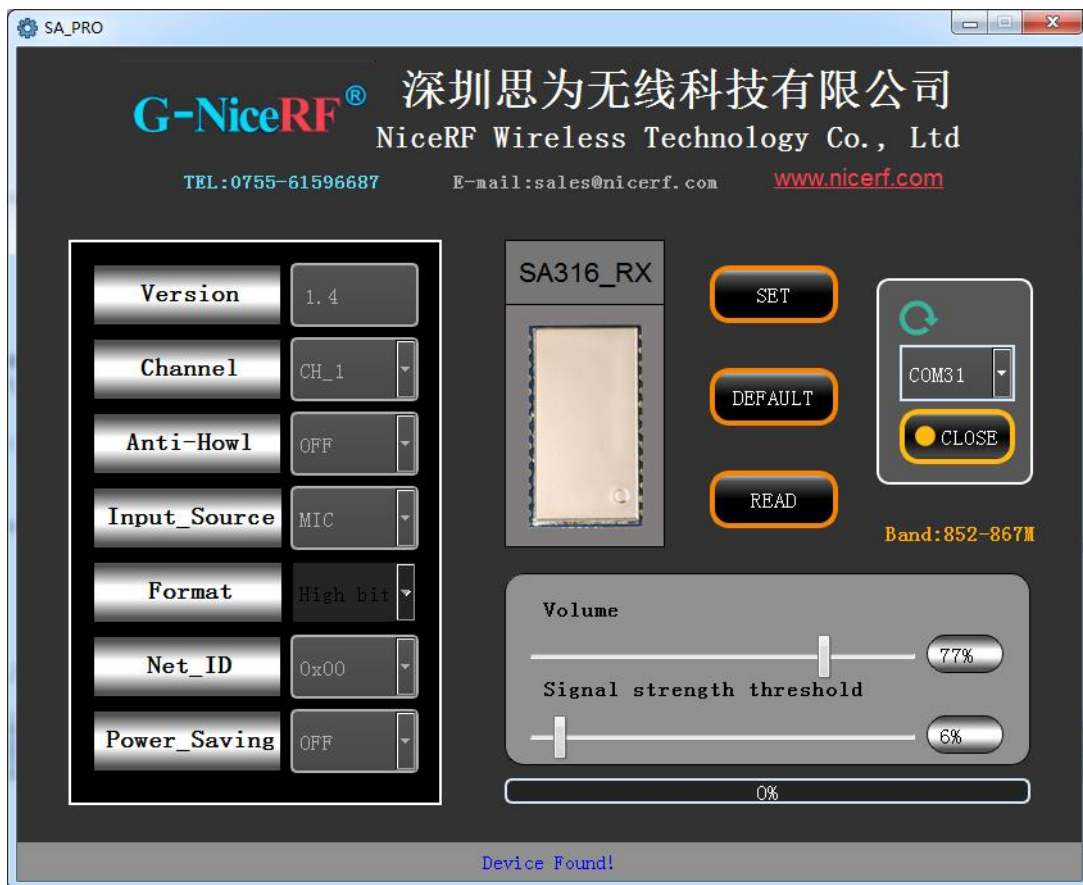 SA_PRO
G-NiceRF®
深圳思为无线科技有限公司
NiceRF Wireless Technology Co., Ltd
TEL:0755-61596687 E-mail:sales@nicerf.com www.nicerf.com
Version 1.4
Channel CH_1
Anti-Howl OFF
Input_Source MIC
Format High bit
Net_ID 0x00
Power_Saving OFF
SA316_RX
SET
DEFAULT
READ
COM31
CLOSE
Band:852-867M
Volume
77%
Signal strength threshold
6%
0%
Device Found!